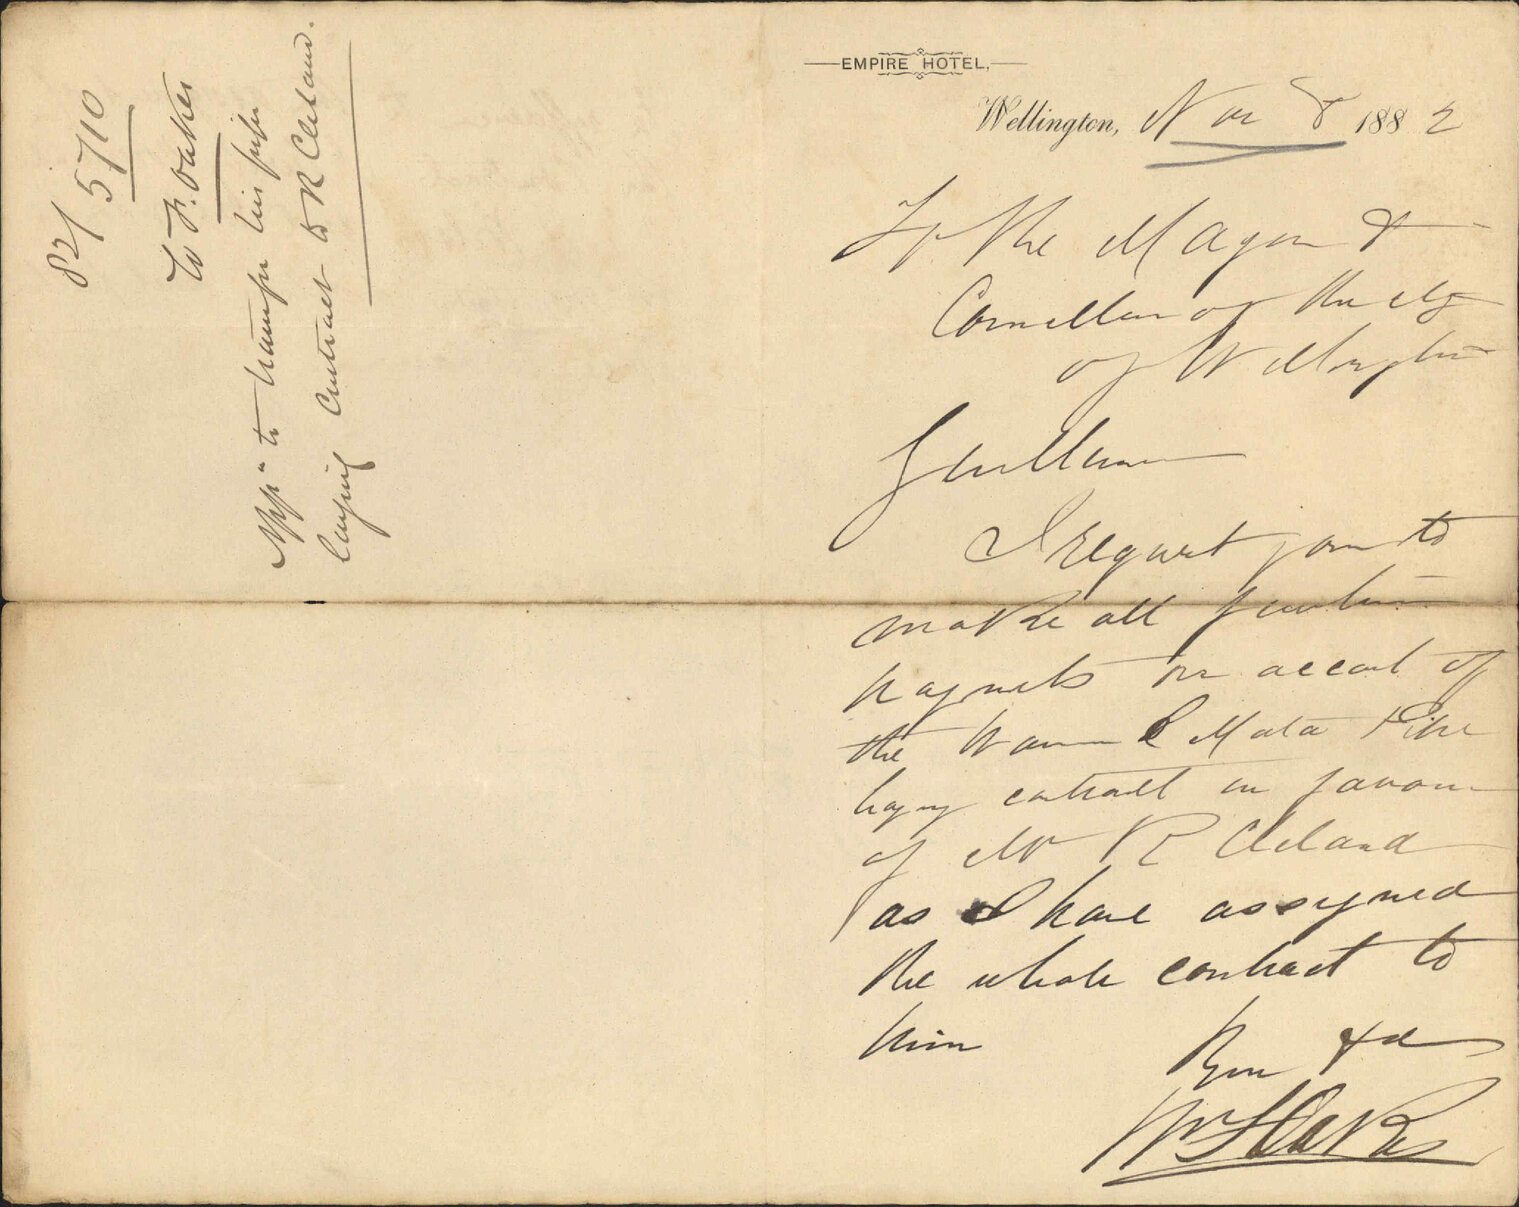 82/5710
W F. Oakes
Appn to transfer his pipe
laying Contract to R Cleland.
EMPIRE HOTEL,
Wellington, Nov 8 1882
To the Mayor &
Councillors of the City
of Wellington
Gentlemen
I request you to
make all further
payments on account of
the Wainui o Mata Pipe
laying contract in favour
of Mr R Cleland
as I have assigned
the whole contract to
him
Yours &c
Wm F Oakes